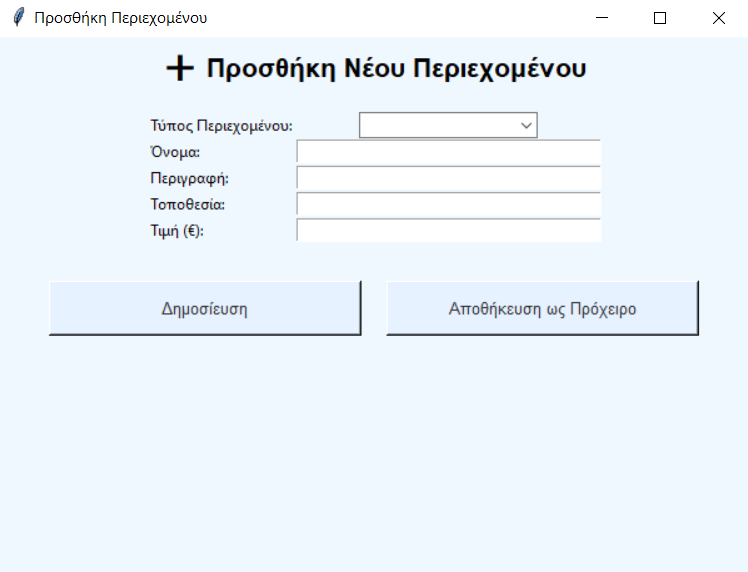 Προσθήκη Περιεχομένου
+ Προσθήκη Νέου Περιεχομένου
Τύπος Περιεχομένου:
Όνομα:
Περιγραφή:
Τοποθεσία:
Τιμή (€):
Δημοσίευση
Αποθήκευση ως Πρόχειρο